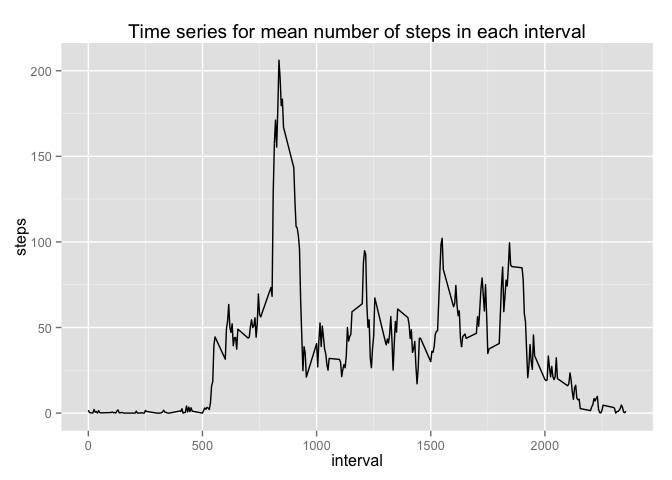 Time series for mean number of steps in each interval
steps
200
150
100
50
0
0 500 1000 1500 2000
interval